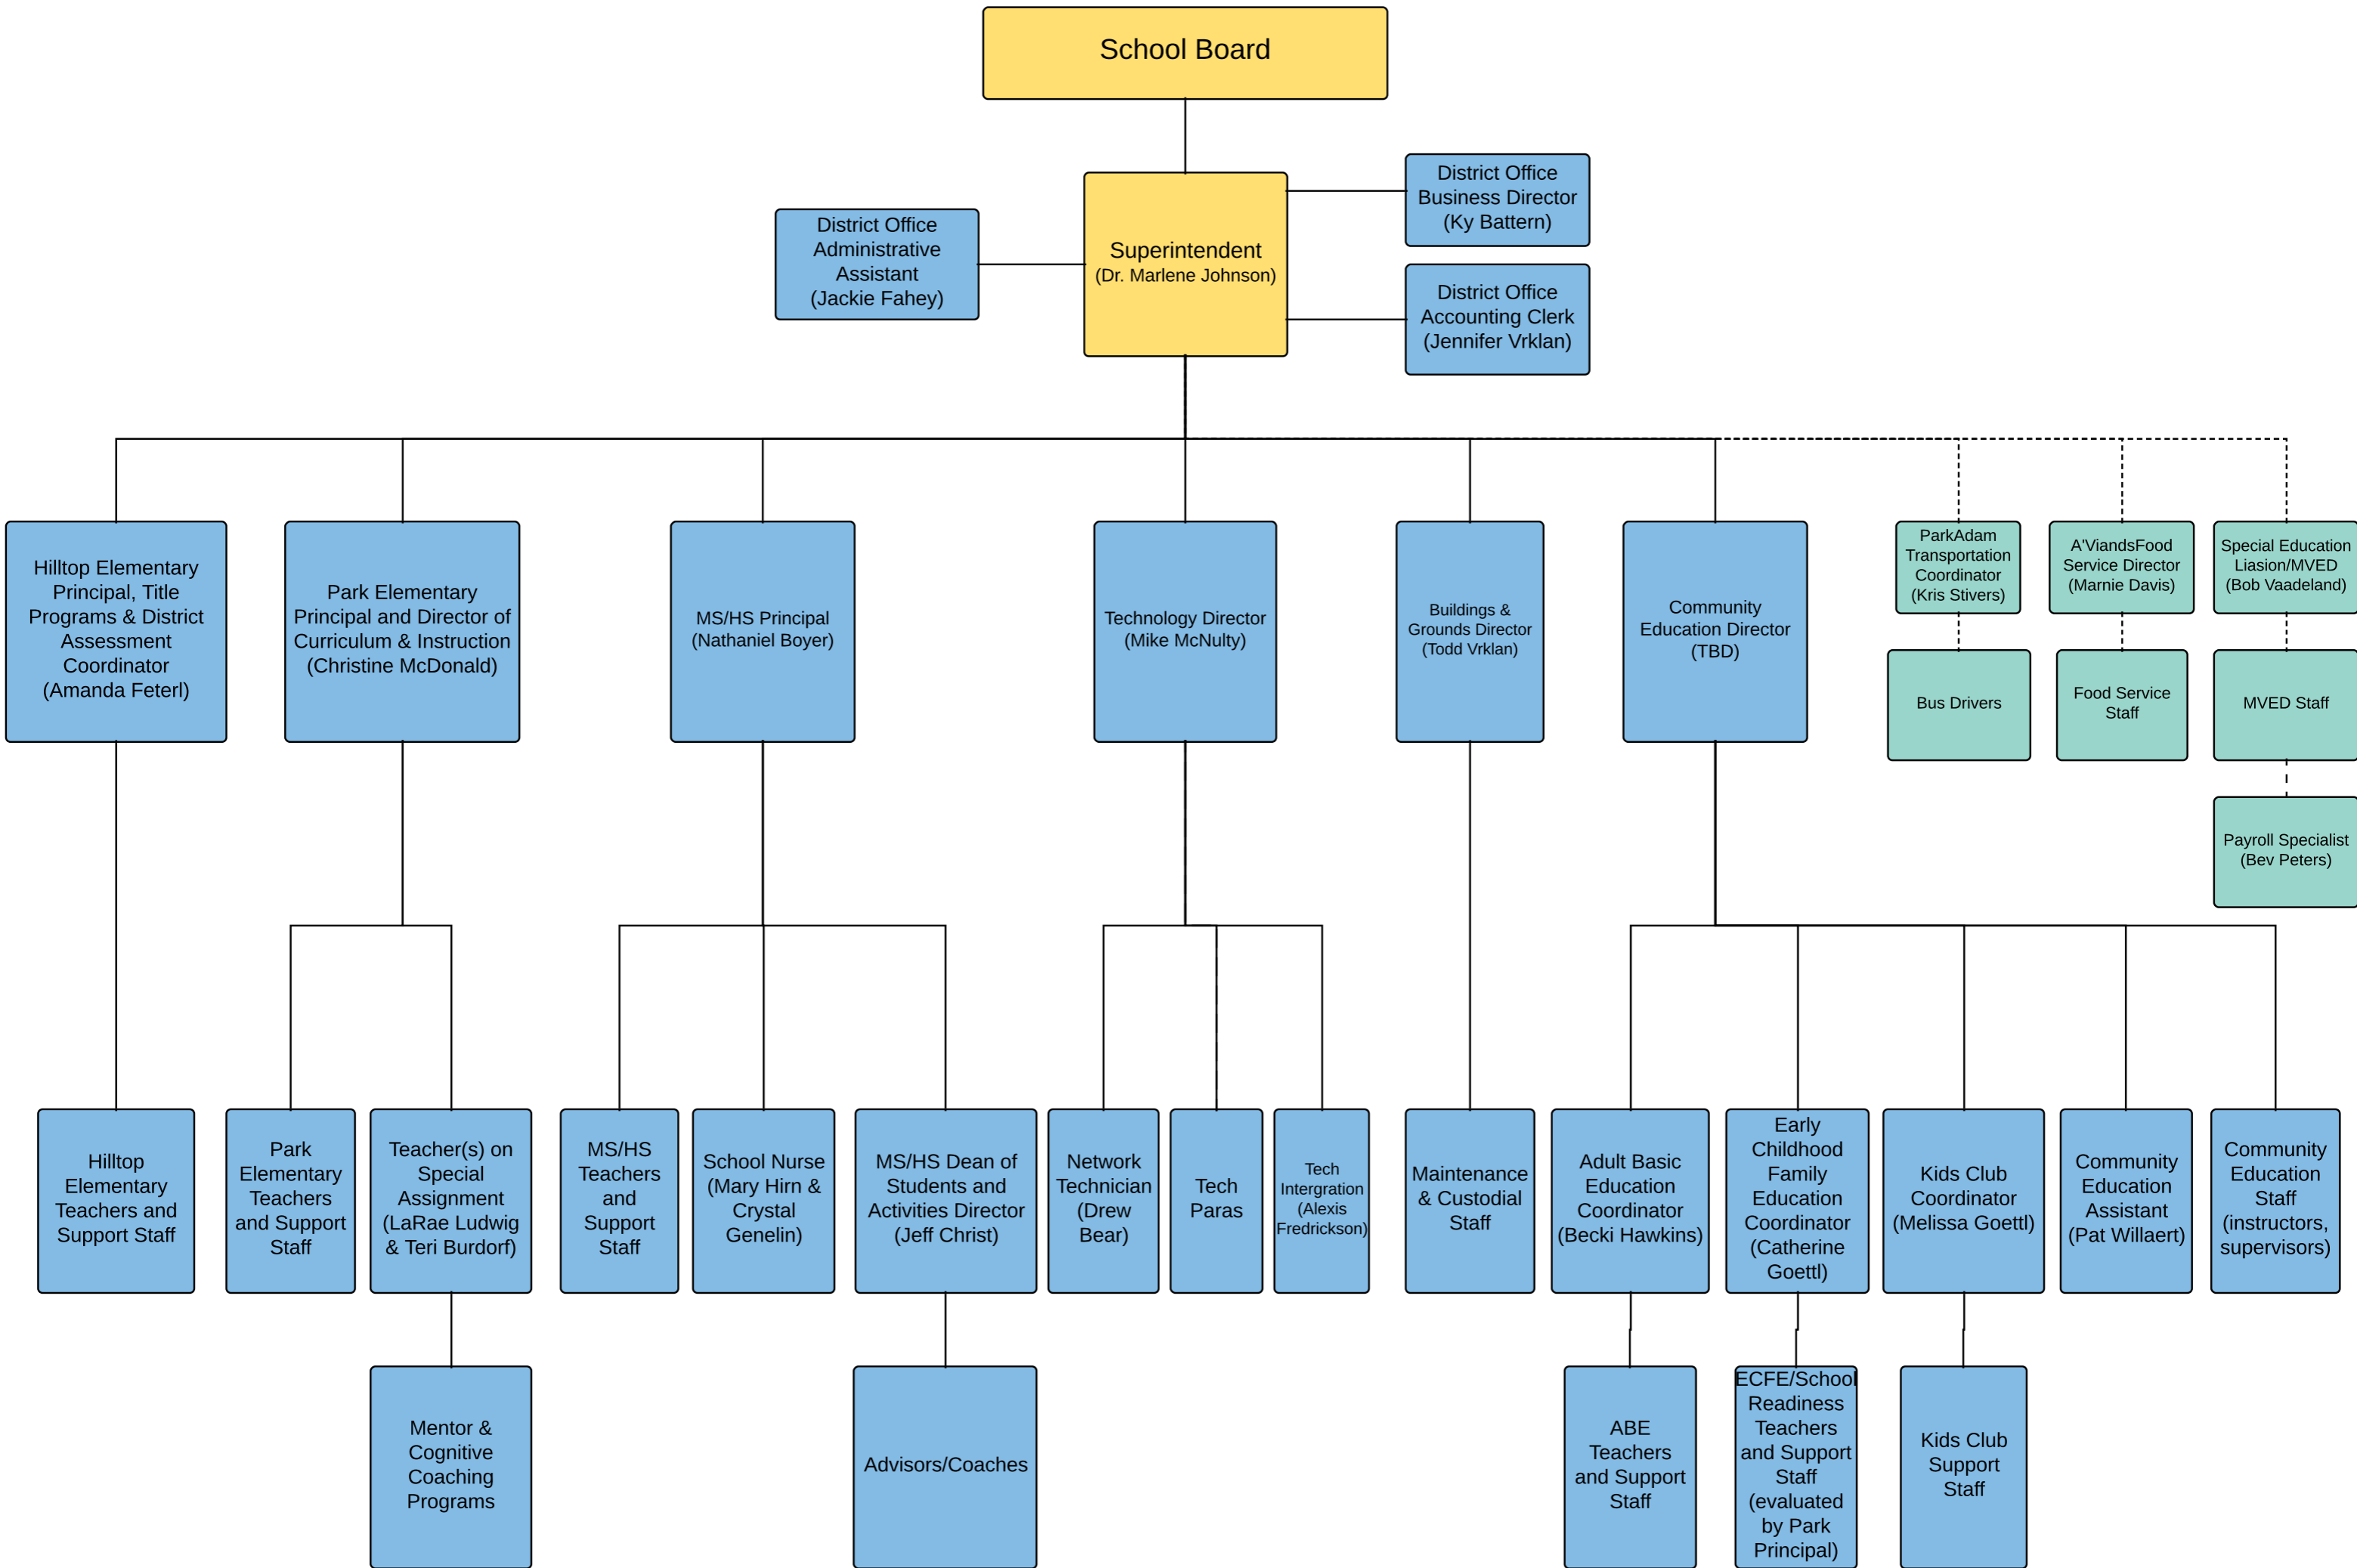 School Board
District Office
Business Director
(Ky Battern)
District Office
Administrative
Assistant
(Jackie Fahey)
Superintendent
(Dr. Marlene Johnson)
District Office
Accounting Clerk
(Jennifer Vrklan)
Hilltop Elementary
Principal, Title
Programs & District
Assessment
Coordinator
(Amanda Feterl)
Park Elementary
Principal and Director of
Curriculum & Instruction
(Christine McDonald)
MS/HS Principal
(Nathaniel Boyer)
Technology Director
(Mike McNulty)
Buildings &
Grounds Director
(Todd Vrklan)
Community
Education Director
(TBD)
ParkAdam
Transportation
Coordinator
(Kris Stivers)
A'ViandsFood
Service Director
(Marnie Davis)
Special Education
Liasion/MVED
(Bob Vaadeland)
Bus Drivers
Food Service
Staff
MVED Staff
Payroll Specialist
(Bev Peters)
Hilltop
Elementary
Teachers and
Support Staff
Park
Elementary
Teachers
and Support
Staff
Teacher(s) on
Special
Assignment
(LaRae Ludwig
& Teri Burdorf)
MS/HS
Teachers
and
Support
Staff
School Nurse
(Mary Hirn &
Crystal
Genelin)
MS/HS Dean of
Students and
Activities Director
(Jeff Christ)
Network
Technician
(Drew
Bear)
Tech
Paras
Tech
Intergration
(Alexis
Fredrickson)
Maintenance
& Custodial
Staff
Adult Basic
Education
Coordinator
(Becki Hawkins)
Early
Childhood
Family
Education
Coordinator
(Catherine
Goettl)
Kids Club
Coordinator
(Melissa Goettl)
Community
Education
Assistant
(Pat Willaert)
Community
Education
Staff
(instructors,
supervisors)
Mentor &
Cognitive
Coaching
Programs
Advisors/Coaches
ABE
Teachers
and Support
Staff
ECFE/School
Readiness
Teachers
and Support
Staff
(evaluated
by Park
Principal)
Kids Club
Support
Staff